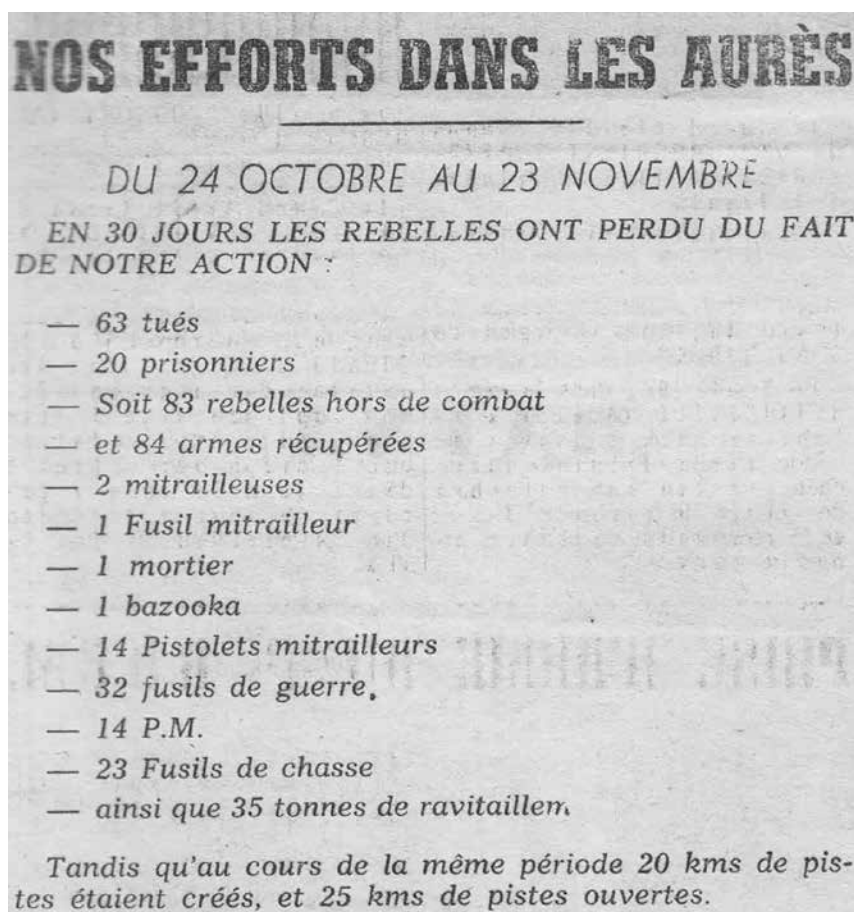 NOS EFFORTS DANS LES AURÈS
DU 24 OCTOBRE AU 23 NOVEMBRE
EN 30 JOURS LES REBELLES ONT PERDU DU FAIT
DE NOTRE ACTION :
— 63 tués
— 20 prisonniers
— Soit 83 rebelles hors de combat
— et 84 armes récupérées
— 2 mitrailleuses
— 1 Fusil mitrailleur
— 1 mortier
— 1 bazooka
— 14 Pistolets mitrailleurs
— 32 fusils de guerre,
— 14 P.M.
— 23 Fusils de chasse
— ainsi que 35 tonnes de ravitaillem
Tandis qu'au cours de la même période 20 kms de pis-
tes étaient créés, et 25 kms de pistes ouvertes.